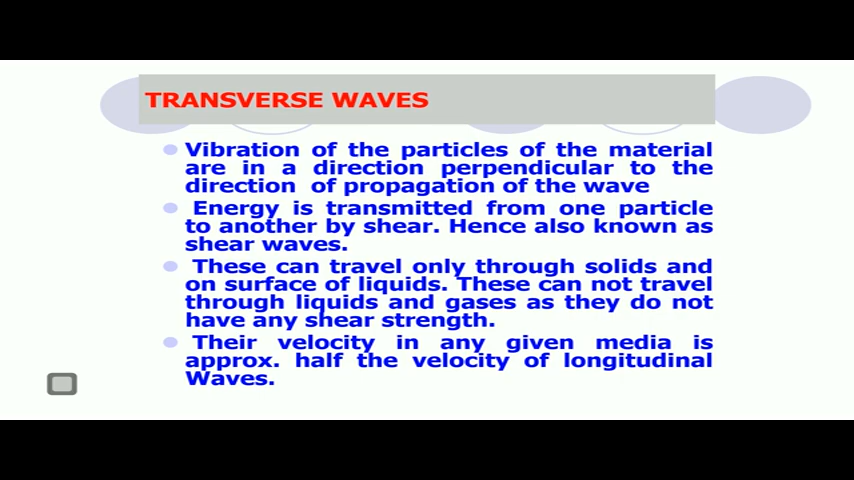 TRANSVERSE WAVES
Vibration of the particles of the material
are in a direction perpendicular to the
direction of propagation of the wave
Energy is transmitted from one particle
to another by shear. Hence also known as
shear waves.
These can travel only through solids and
on surface of liquids. These can not travel
through liquids and gases as they do not
have any shear strength.
Their velocity in any given media is
approx. half the velocity of longitudinal
Waves.